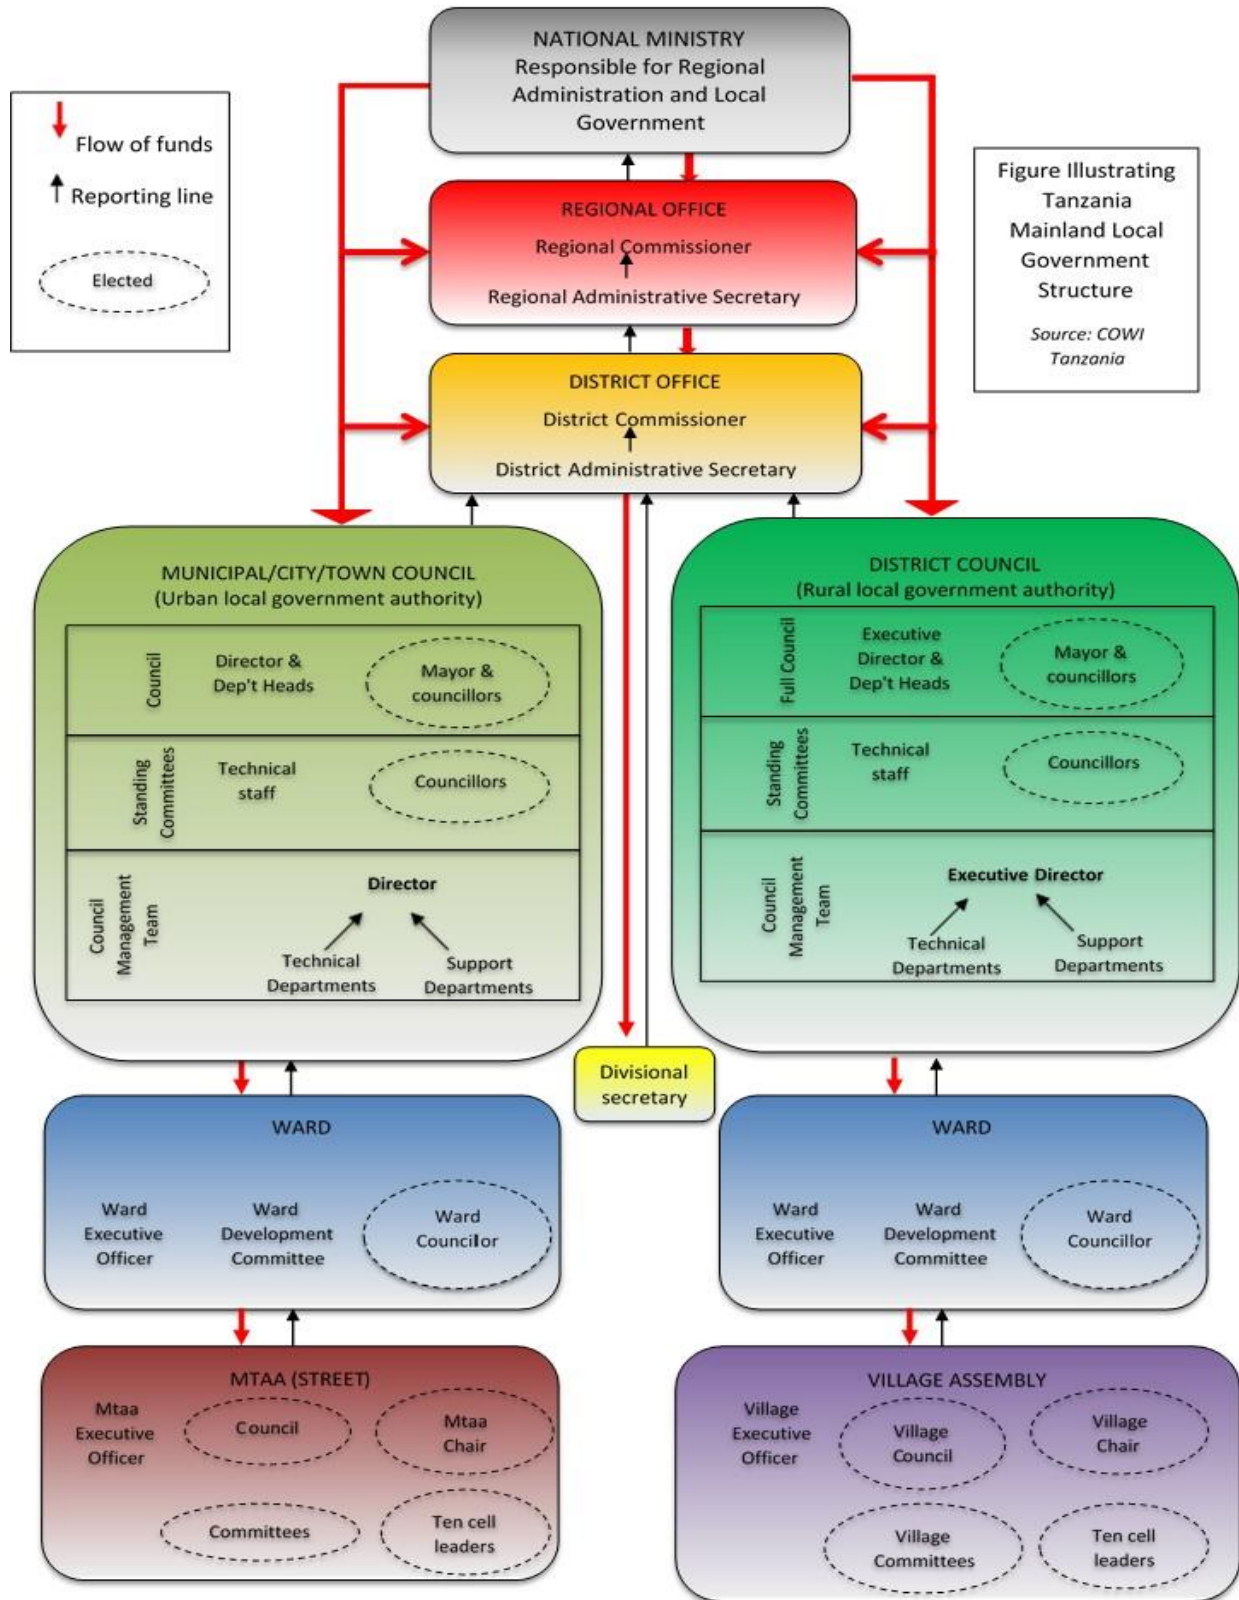 NATIONAL MINISTRY
Responsible for Regional
Administration and Local
Government
Flow of funds
Reporting line
Elected
Figure Illustrating
Tanzania
Mainland Local
Government
Structure
Source: COWI
Tanzania
REGIONAL OFFICE
Regional Commissioner
Regional Administrative Secretary
DISTRICT OFFICE
District Commissioner
District Administrative Secretary
MUNICIPAL/CITY/TOWN COUNCIL
(Urban local government authority)
Council
Director &
Dep't Heads
Mayor &
councillors
Standing
Committees
Technical
staff
Councillors
Council
Management
Team
Director
Technical
Departments
Support
Departments
DISTRICT COUNCIL
(Rural local government authority)
Full Council
Executive
Director &
Dep't Heads
Mayor &
councillors
Standing
Committees
Technical
staff
Councillors
Council
Management
Team
Executive Director
Technical
Departments
Support
Departments
Divisional
secretary
WARD
Ward
Executive
Officer
Ward
Development
Committee
Ward
Councillor
WARD
Ward
Executive
Officer
Ward
Development
Committee
Ward
Councillor
MTAA (STREET)
Mtaa
Executive
Officer
Council
Mtaa
Chair
Committees
Ten cell
leaders
VILLAGE ASSEMBLY
Village
Executive
Officer
Village
Council
Village
Chair
Village
Committees
Ten cell
leaders